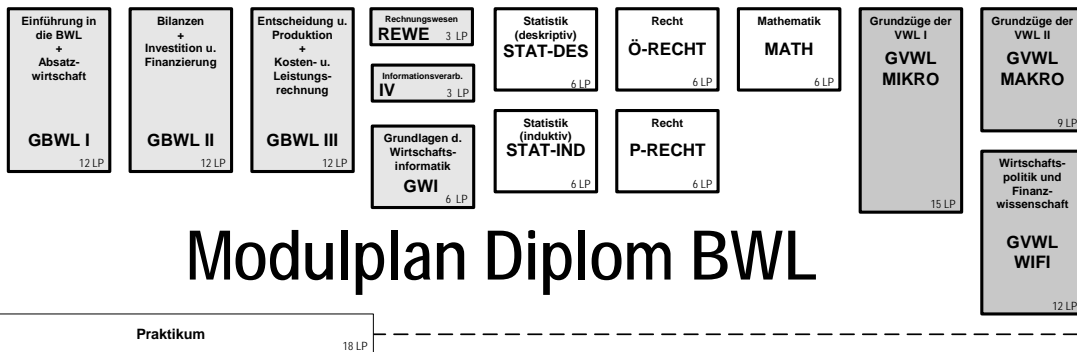 Einführung in
die BWL
+
Absatz-
wirtschaft
GBWL I
12 LP
Bilanzen
+
Investition u.
Finanzierung
GBWL II
12 LP
Entscheidung u.
Produktion
+
Kosten- u.
Leistungs-
rechnung
GBWL III
12 LP
Rechnungswesen
REWE 3 LP
Informationsverarb.
IV 3 LP
Grundlagen d.
Wirtschafts-
informatik
GWI
6 LP
Statistik
(deskriptiv)
STAT-DES
6 LP
Statistik
(induktiv)
STAT-IND
6 LP
Recht
Ö-RECHT
6 LP
Recht
P-RECHT
6 LP
Mathematik
MATH
6 LP
Grundzüge der
VWL I
GVWL
MIKRO
15 LP
Grundzüge der
VWL II
GVWL
MAKRO
9 LP
Wirtschafts-
politik und
Finanz-
wissenschaft
GVWL
WIFI
12 LP
Modulplan Diplom BWL
Praktikum
18 LP